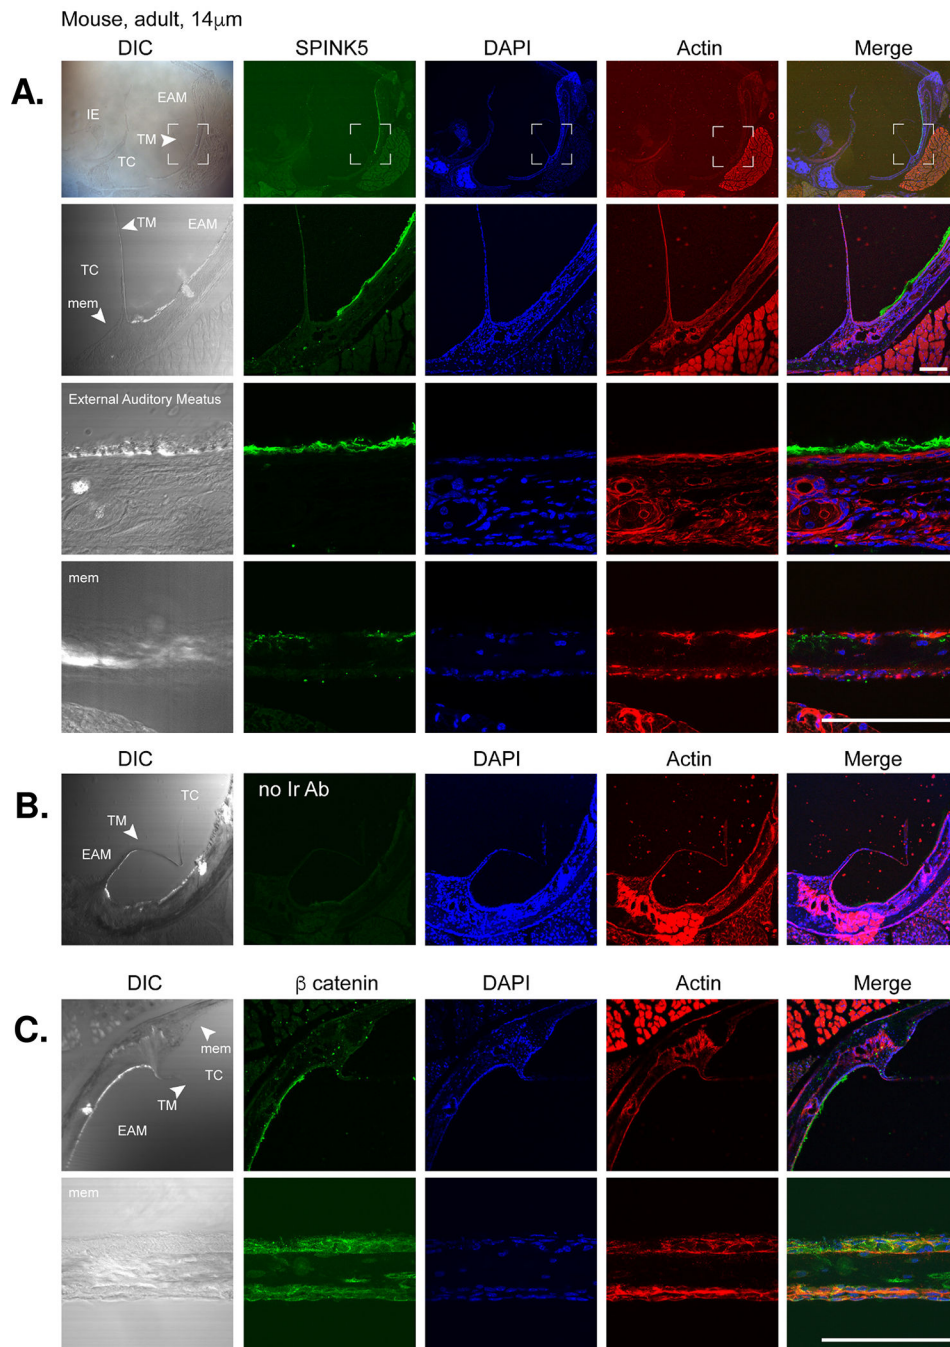 Mouse, adult, 14µm
DIC SPINK5 DAPI Actin Merge
A.
EAM
IE
TM
TC
TM
EAM
TC
mem
External Auditory Meatus
mem
DIC DAPI Actin Merge
B.
no Ir Ab
TC
TM
EAM
DIC β catenin DAPI Actin Merge
C.
mem
TC
TM
EAM
mem